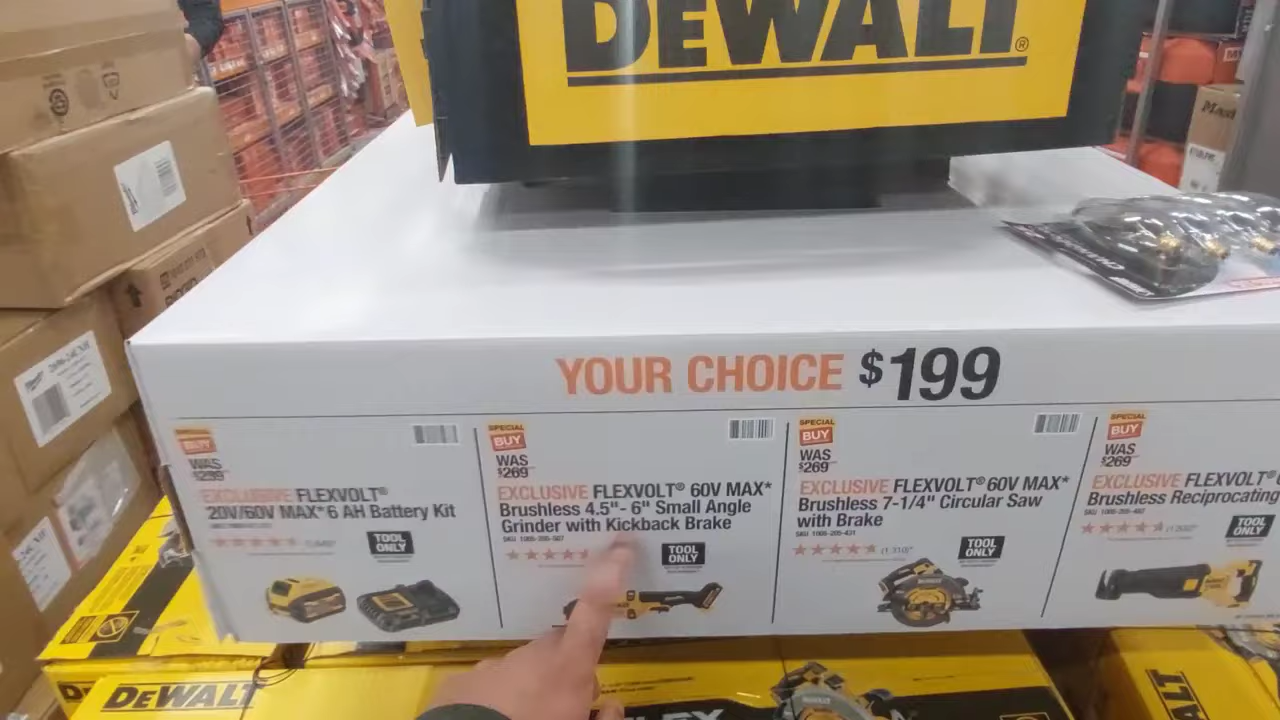 DEWALT®
YOUR CHOICE $199
SPECIAL
BUY
WAS
$239
EXCLUSIVE FLEXVOLT®
20V/60V MAX* 6 AH Battery Kit
TOOL
ONLY
SPECIAL
BUY
WAS
$269
EXCLUSIVE FLEXVOLT® 60V MAX*
Brushless 4.5"- 6" Small Angle
Grinder with Kickback Brake
TOOL
ONLY
SPECIAL
BUY
WAS
$269
EXCLUSIVE FLEXVOLT® 60V MAX*
Brushless 7-1/4" Circular Saw
with Brake
TOOL
ONLY
SPECIAL
BUY
WAS
$269
EXCLUSIVE FLEXVOLT®
Brushless Reciprocating
TOOL
ONLY
DEWALT